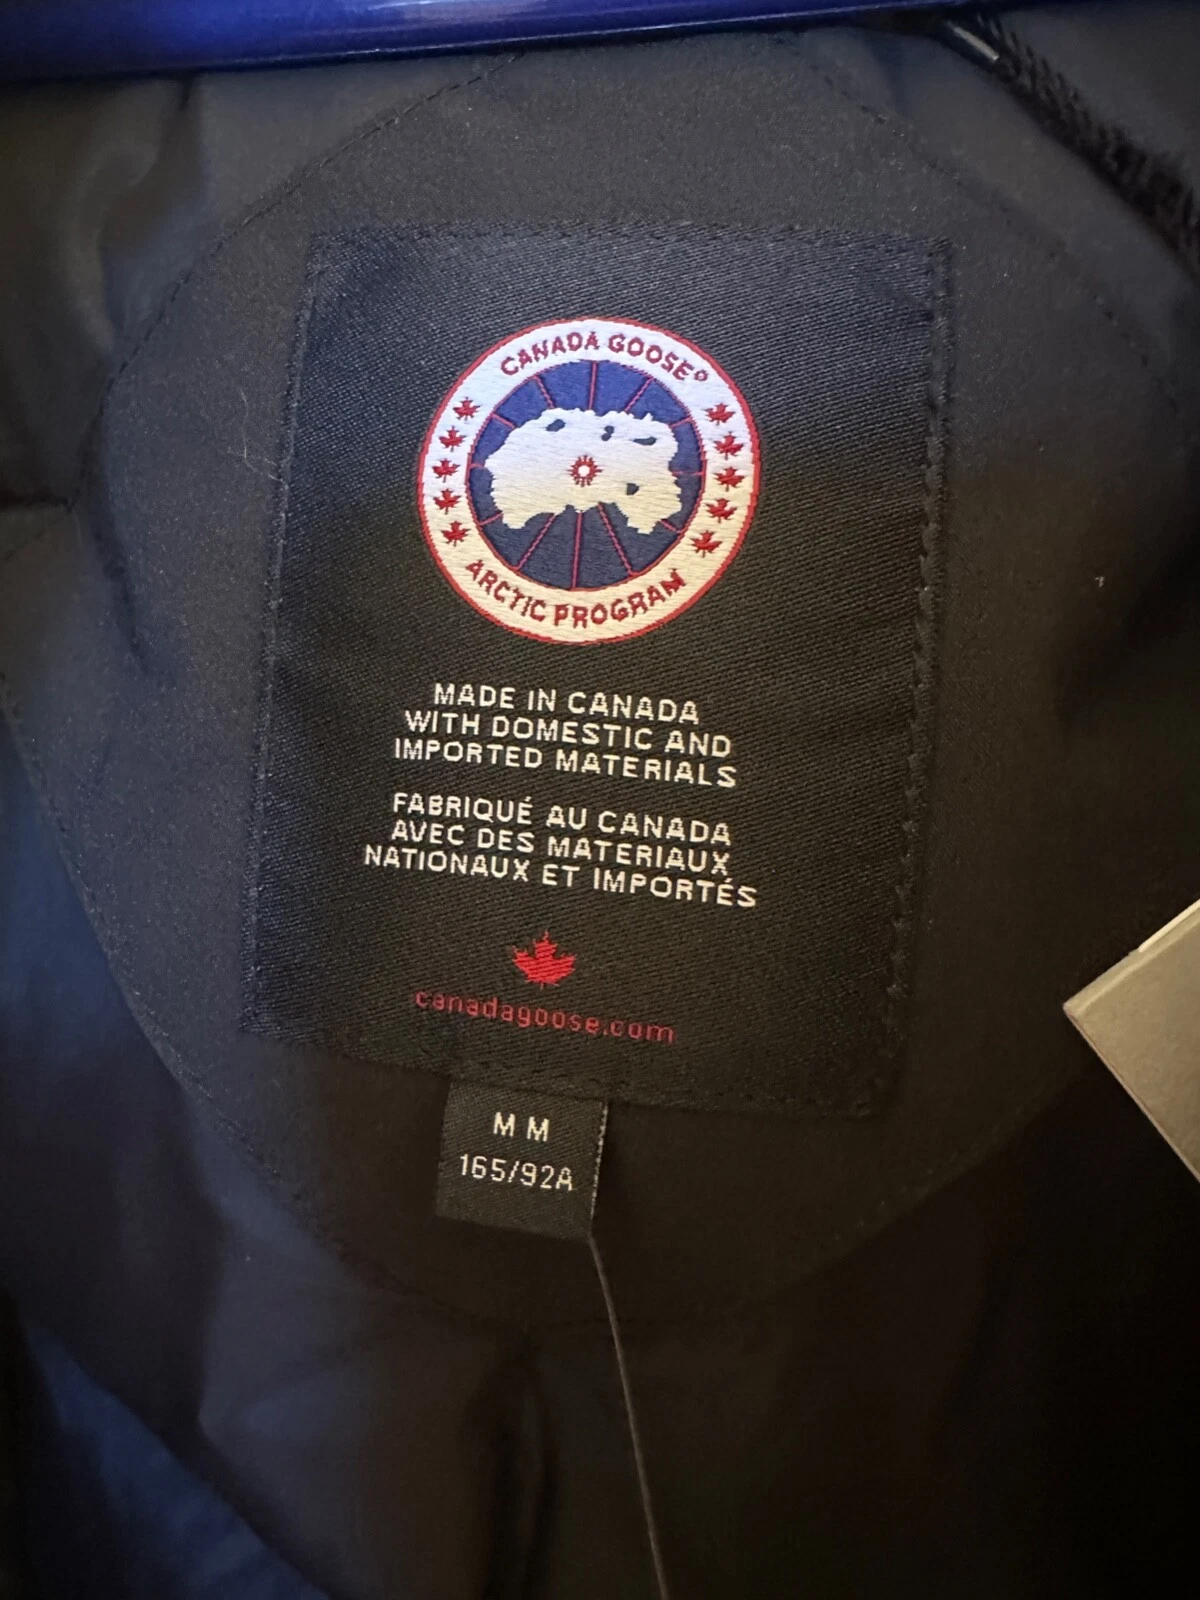 CANADA GOOSE®
ARCTIC PROGRAM
MADE IN CANADA
WITH DOMESTIC AND
IMPORTED MATERIALS
FABRIQUÉ AU CANADA
AVEC DES MATERIAUX
NATIONAUX ET IMPORTÉS
canadagoose.com
M M
165/92A